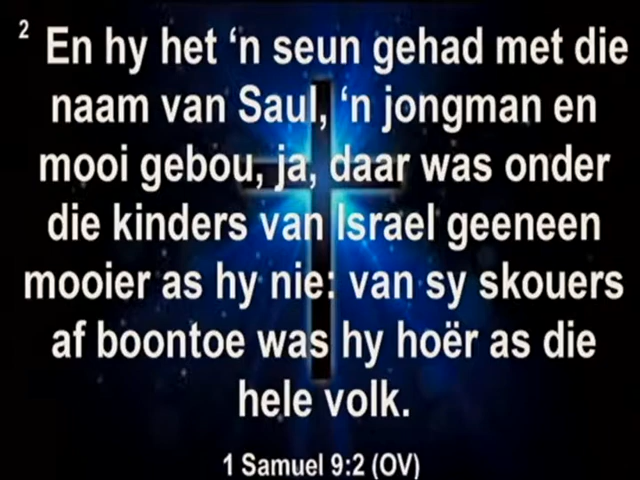 2 En hy het ‘n seun gehad met die
naam van Saul, ‘n jongman en
mooi gebou, ja, daar was onder
die kinders van Israel geeneen
mooier as hy nie: van sy skouers
af boontoe was hy hoër as die
hele volk.
1 Samuel 9:2 (OV)